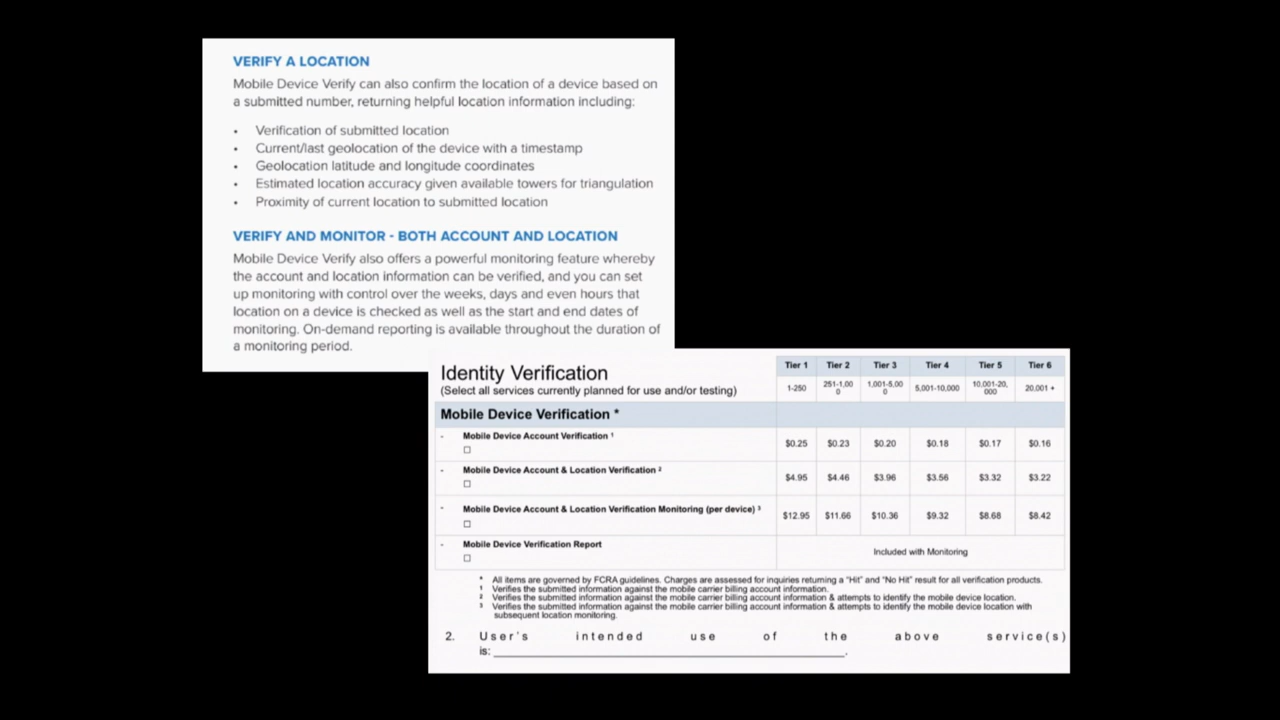 VERIFY A LOCATION
Mobile Device Verify can also confirm the location of a device based on
a submitted number, returning helpful location information including:
• Verification of submitted location
• Current/last geolocation of the device with a timestamp
• Geolocation latitude and longitude coordinates
• Estimated location accuracy given available towers for triangulation
• Proximity of current location to submitted location
VERIFY AND MONITOR - BOTH ACCOUNT AND LOCATION
Mobile Device Verify also offers a powerful monitoring feature whereby
the account and location information can be verified, and you can set
up monitoring with control over the weeks, days and even hours that
location on a device is checked as well as the start and end dates of
monitoring. On-demand reporting is available throughout the duration of
a monitoring period.
Identity Verification
(Select all services currently planned for use and/or testing)
Tier 1 Tier 2 Tier 3 Tier 4 Tier 5 Tier 6
1-250 251-1,00 1,001-5,00 5,001-10,000 10,001-20, 20,001 +
0 0 000
Mobile Device Verification *
- Mobile Device Account Verification ¹ $0.25 $0.23 $0.20 $0.18 $0.17 $0.16
☐
- Mobile Device Account & Location Verification ² $4.95 $4.46 $3.96 $3.56 $3.32 $3.22
☐
- Mobile Device Account & Location Verification Monitoring (per device) ³ $12.95 $11.66 $10.36 $9.32 $8.68 $8.42
☐
- Mobile Device Verification Report Included with Monitoring
☐
* All items are governed by FCRA guidelines. Charges are assessed for inquiries returning a "Hit" and "No Hit" result for all verification products.
¹ Verifies the submitted information against the mobile carrier billing account information.
² Verifies the submitted information against the mobile carrier billing account information & attempts to identify the mobile device location.
³ Verifies the submitted information against the mobile carrier billing account information & attempts to identify the mobile device location with
subsequent location monitoring.
2. User's intended use of the above service(s)
is: ____________________.